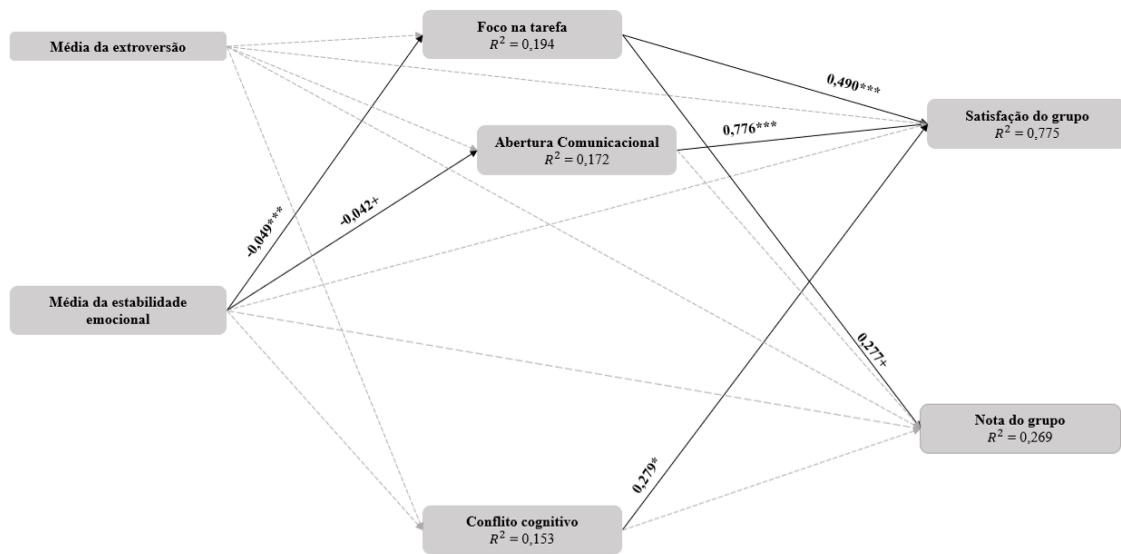 Foco na tarefa
R² = 0,194
Média da extroversão
0,490***
Satisfação do grupo
R² = 0,775
0,776***
Abertura Comunicacional
R² = 0,172
-0,049***
-0,042+
Média da estabilidade
emocional
0,277+
Nota do grupo
R² = 0,269
0,279*
Conflito cognitivo
R² = 0,153